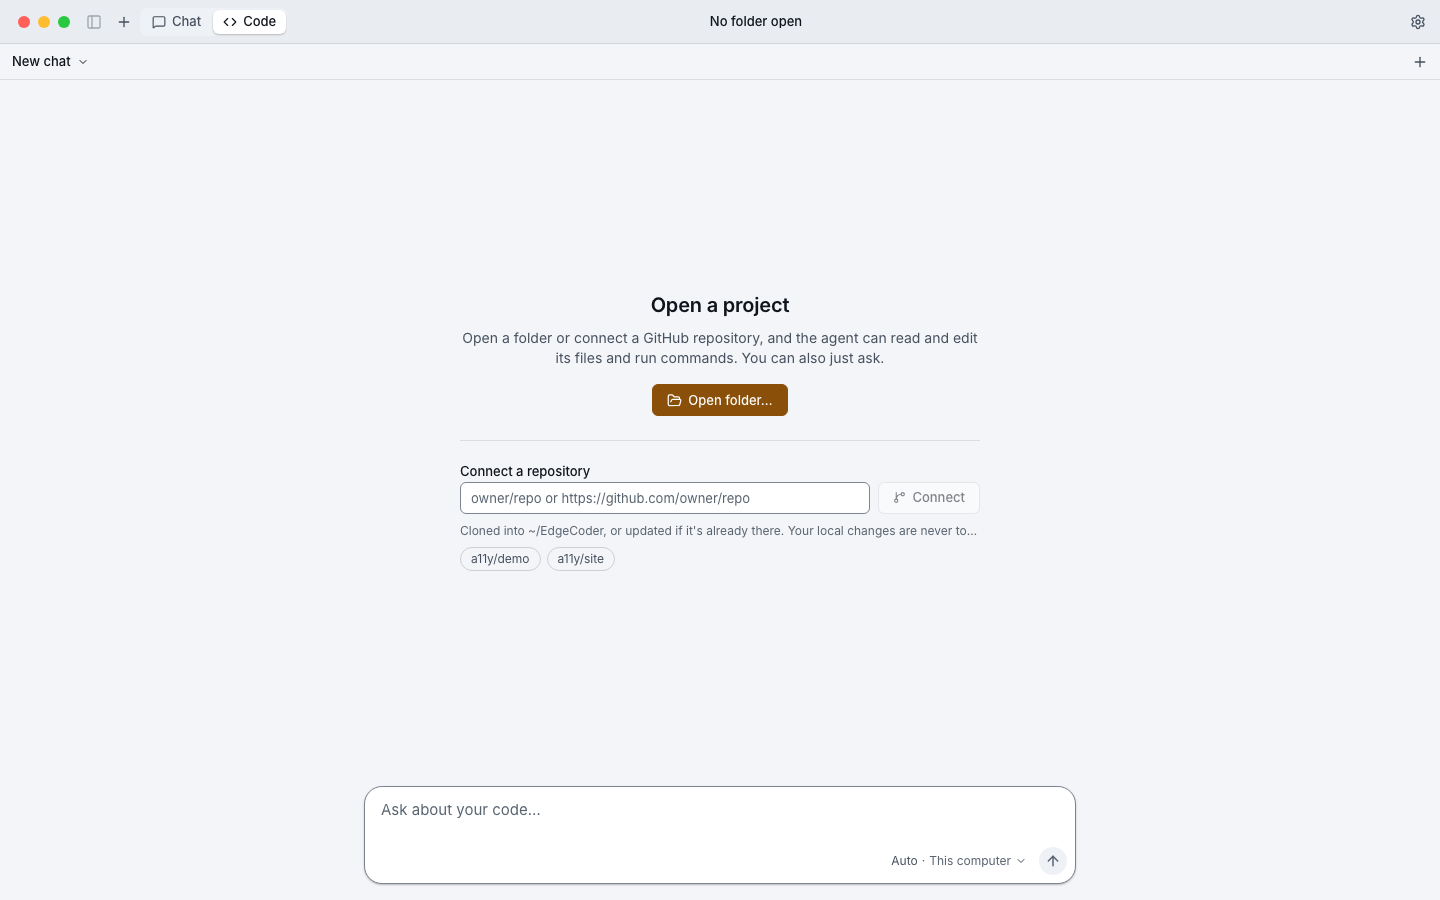 Chat
Code
No folder open
New chat
Open a project
Open a folder or connect a GitHub repository, and the agent can read and edit
its files and run commands. You can also just ask.
Open folder...
Connect a repository
owner/repo or https://github.com/owner/repo
Connect
Cloned into ~/EdgeCoder, or updated if it's already there. Your local changes are never to...
a11y/demo
a11y/site
Ask about your code...
Auto · This computer